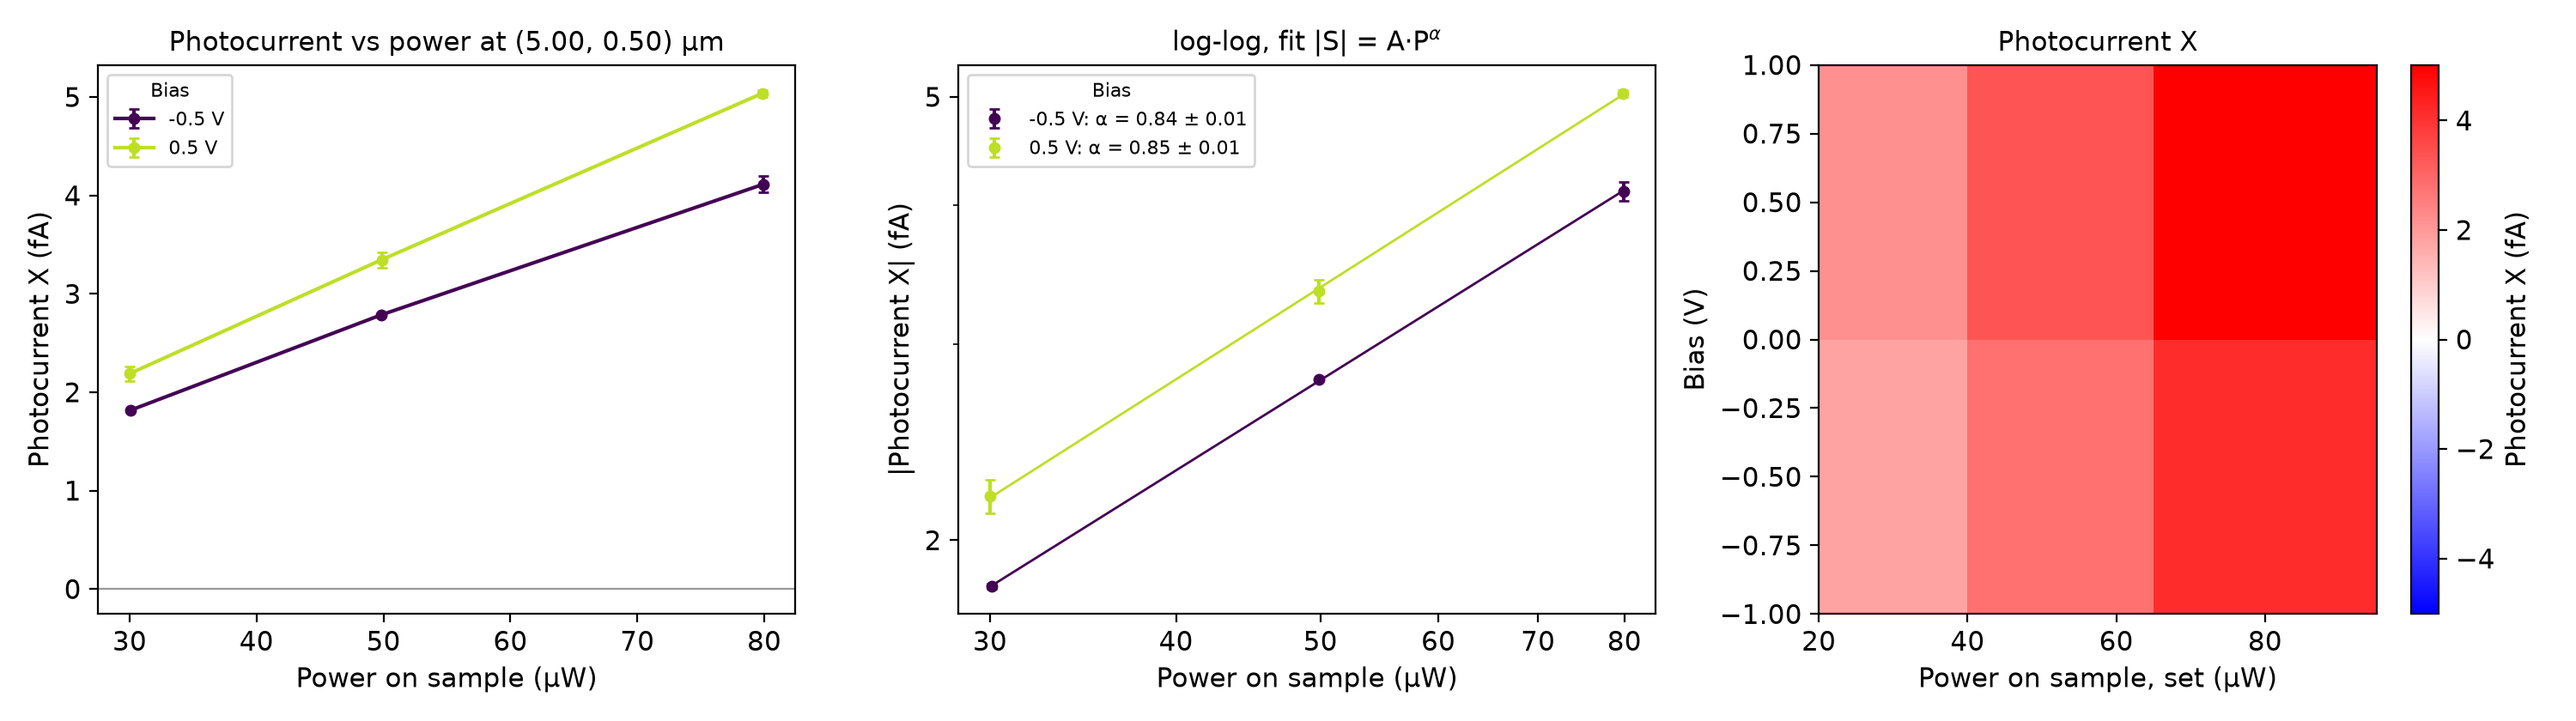 Photocurrent vs power at (5.00, 0.50) µm
Bias
-0.5 V
0.5 V
5
4
3
2
1
0
Photocurrent X (fA)
30 40 50 60 70 80
Power on sample (µW)
log-log, fit |S| = A·P^α
Bias
-0.5 V: α = 0.84 ± 0.01
0.5 V: α = 0.85 ± 0.01
5
2
|Photocurrent X| (fA)
30 40 50 60 70 80
Power on sample (µW)
Photocurrent X
1.00
0.75
0.50
0.25
0.00
−0.25
−0.50
−0.75
−1.00
Bias (V)
20 40 60 80
Power on sample, set (µW)
4
2
0
−2
−4
Photocurrent X (fA)